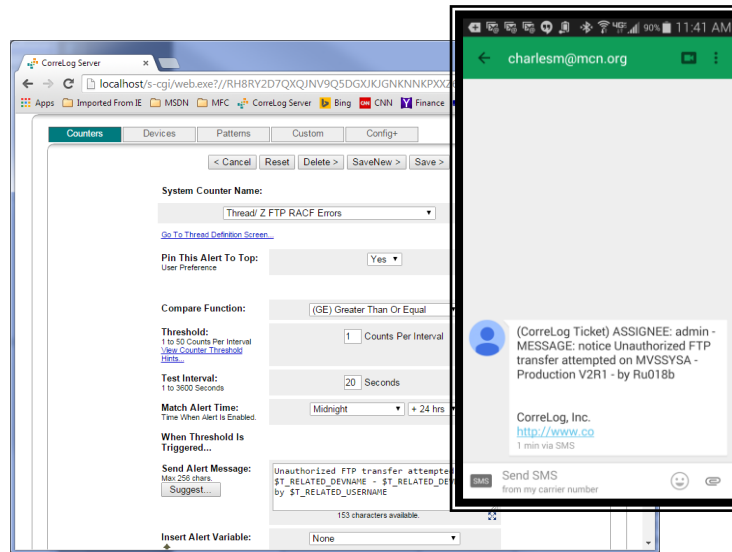 CorreLog Server
localhost/s-cgi/web.exe?//RH8RY2D7QXQJNV9Q5DGXJKJGNKNNKPXXZ6
Apps Imported From IE MSDN MFC CorreLog Server Bing CNN Finance
Counters Devices Patterns Custom Config+
< Cancel Reset Delete > SaveNew > Save >
System Counter Name:
Thread/ Z FTP RACF Errors
Go To Thread Definition Screen...
Pin This Alert To Top: Yes
User Preference
Compare Function: (GE) Greater Than Or Equal
Threshold: 1 Counts Per Interval
1 to 50 Counts Per Interval
View Counter Threshold
Hints...
Test Interval: 20 Seconds
1 to 3600 Seconds
Match Alert Time: Midnight + 24 hrs
Time When Alert Is Enabled.
When Threshold Is
Triggered...
Send Alert Message:
Max 256 chars.
Suggest...
Unauthorized FTP transfer attempted
$T_RELATED_DEVNAME - $T_RELATED_DEV
by $T_RELATED_USERNAME
153 characters available.
Insert Alert Variable: None
4G 90% 11:41 AM
charlesm@mcn.org
(CorreLog Ticket) ASSIGNEE: admin -
MESSAGE: notice Unauthorized FTP
transfer attempted on MVSSYSA -
Production V2R1 - by Ru018b
CorreLog, Inc.
http://www.co
1 min via SMS
SMS Send SMS
from my carrier number